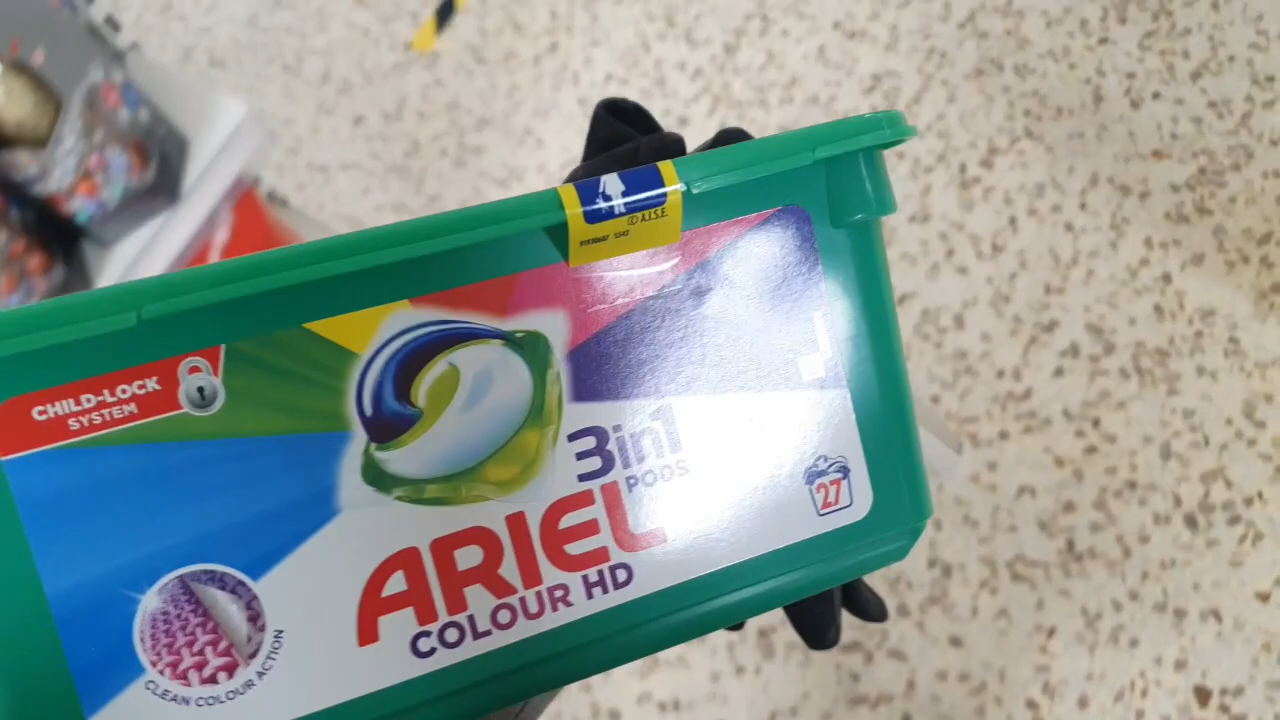 © A.I.S.E.
CHILD-LOCK
SYSTEM
3in1
PODS
ARIEL
COLOUR HD
27
CLEAN COLOUR ACTION